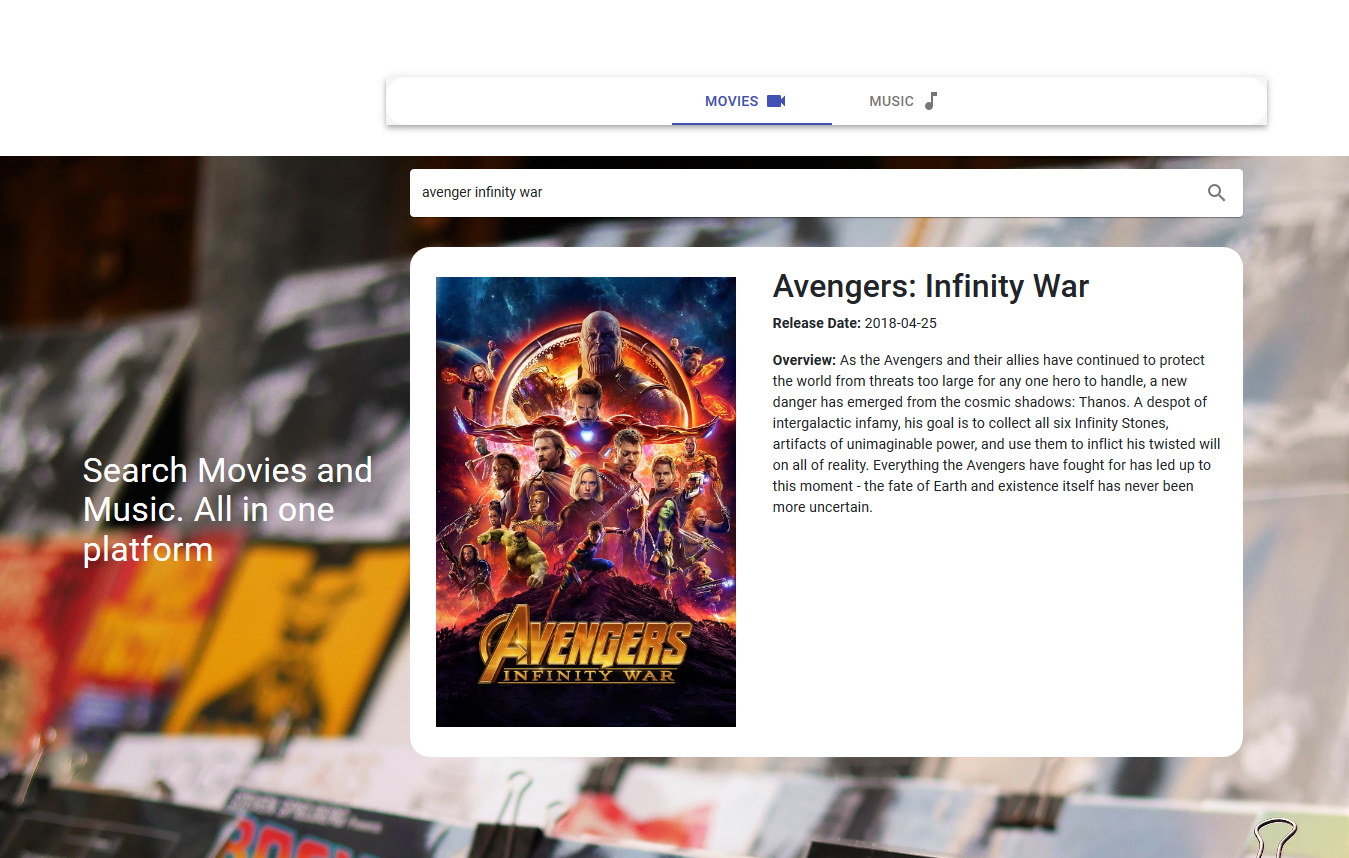 MOVIES
MUSIC
avenger infinity war
Avengers: Infinity War
Release Date: 2018-04-25
Overview: As the Avengers and their allies have continued to protect
the world from threats too large for any one hero to handle, a new
danger has emerged from the cosmic shadows: Thanos. A despot of
intergalactic infamy, his goal is to collect all six Infinity Stones,
artifacts of unimaginable power, and use them to inflict his twisted will
on all of reality. Everything the Avengers have fought for has led up to
this moment - the fate of Earth and existence itself has never been
more uncertain.
AVENGERS
INFINITY WAR
Search Movies and
Music. All in one
platform
STEVEN SPIELBERG Presents